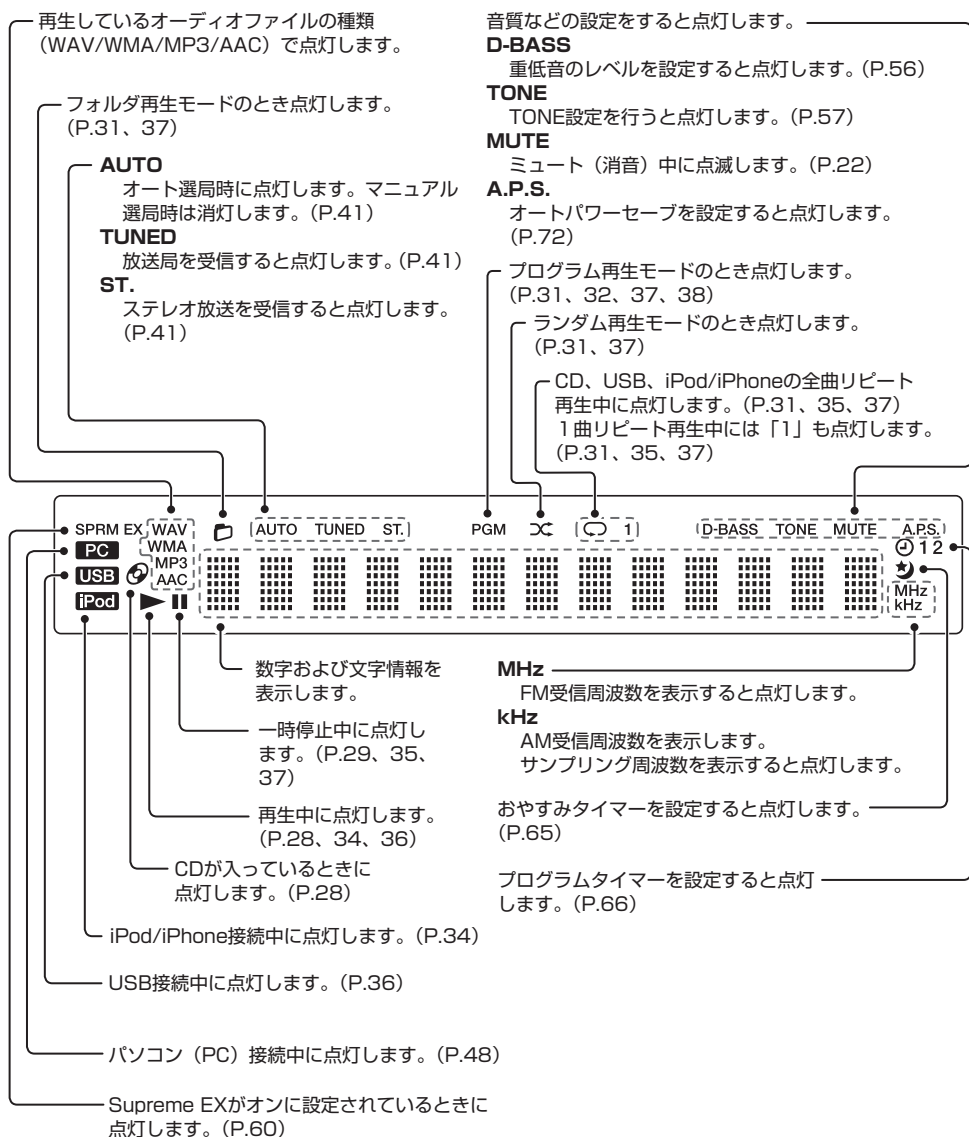 再生しているオーディオファイルの種類
（WAV/WMA/MP3/AAC）で点灯します。
フォルダ再生モードのとき点灯します。
（P.31、37）
AUTO
オート選局時に点灯します。マニュアル
選局時は消灯します。（P.41）
TUNED
放送局を受信すると点灯します。（P.41）
ST.
ステレオ放送を受信すると点灯します。
（P.41）
音質などの設定をすると点灯します。
D-BASS
重低音のレベルを設定すると点灯します。（P.56）
TONE
TONE設定を行うと点灯します。（P.57）
MUTE
ミュート（消音）中に点滅します。（P.22）
A.P.S.
オートパワーセーブを設定すると点灯します。
（P.72）
プログラム再生モードのとき点灯します。
（P.31、32、37、38）
ランダム再生モードのとき点灯します。
（P.31、37）
CD、USB、iPod/iPhoneの全曲リピート
再生中に点灯します。（P.31、35、37）
１曲リピート再生中には「1」も点灯します。
（P.31、35、37）
SPRM EX WAV AUTO TUNED ST. PGM 1 D-BASS TONE MUTE A.P.S.
PC WMA 1 2
USB MP3
AAC
iPod MHz
kHz
数字および文字情報を
表示します。
一時停止中に点灯し
ます。（P.29、35、
37）
再生中に点灯します。
（P.28、34、36）
CDが入っているときに
点灯します。（P.28）
iPod/iPhone接続中に点灯します。（P.34）
USB接続中に点灯します。（P.36）
パソコン（PC）接続中に点灯します。（P.48）
Supreme EXがオンに設定されているときに
点灯します。（P.60）
MHz
FM受信周波数を表示すると点灯します。
kHz
AM受信周波数を表示します。
サンプリング周波数を表示すると点灯します。
おやすみタイマーを設定すると点灯します。
（P.65）
プログラムタイマーを設定すると点灯
します。（P.66）